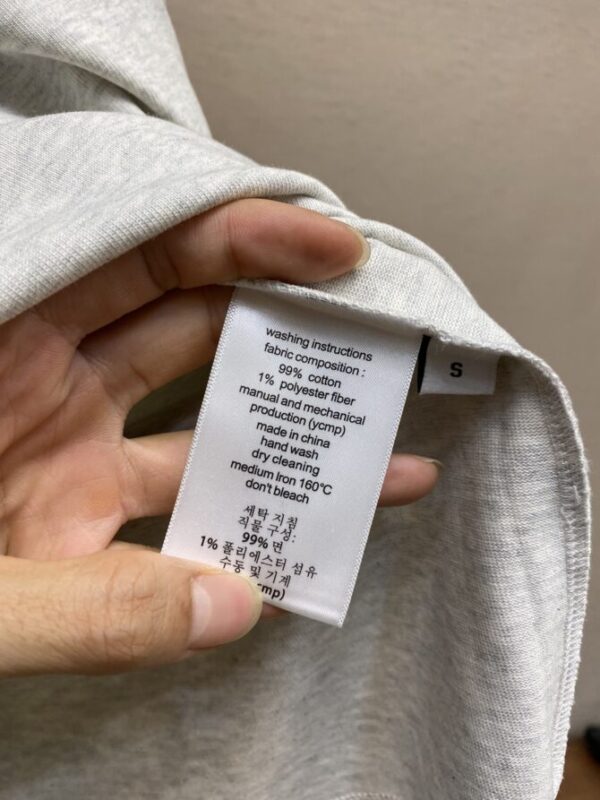 washing instructions
fabric composition :
99% cotton
1% polyester fiber
manual and mechanical
production (ycmp)
made in china
hand wash
dry cleaning
medium Iron 160°C
don't bleach
세탁 지침
직물 구성:
99% 면
1% 폴리에스터 섬유
수동 및 기계
cmp)
S